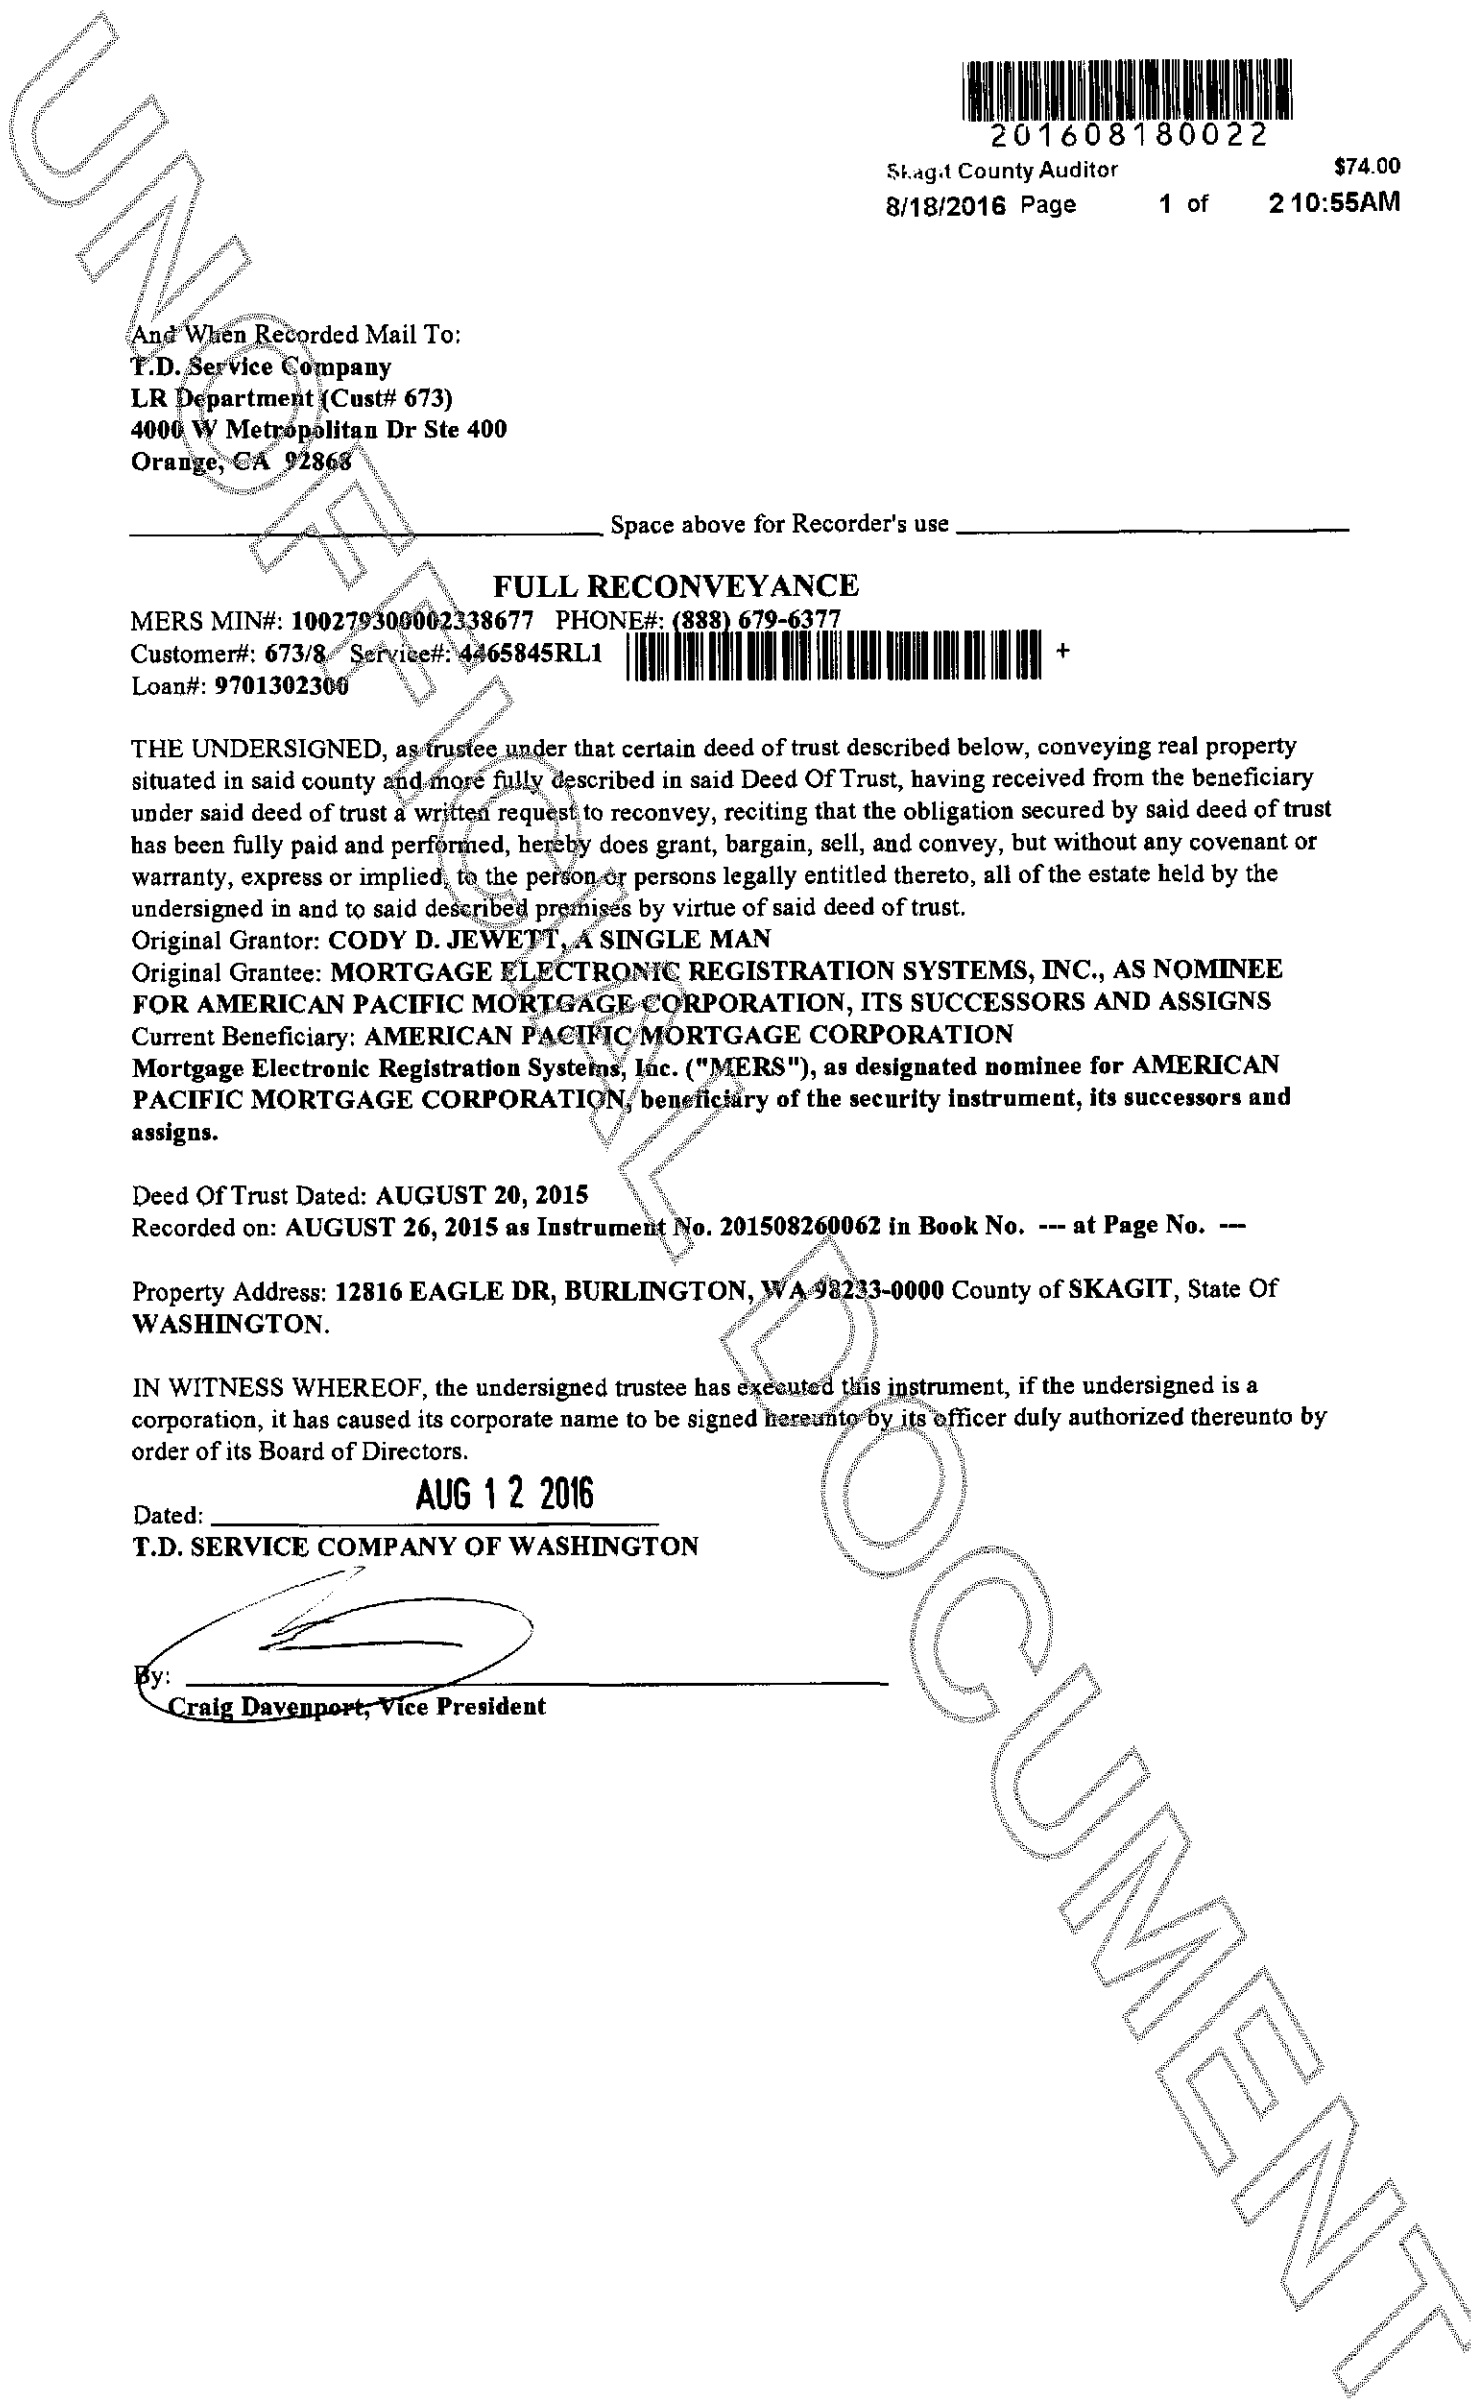 201608180022
Skagit County Auditor $74.00
8/18/2016 Page 1 of 2 10:55AM
And When Recorded Mail To:
T.D. Service Company
LR Department (Cust# 673)
4000 W Metropolitan Dr Ste 400
Orange, CA 92868
Space above for Recorder's use
FULL RECONVEYANCE
MERS MIN#: 100279300002338677 PHONE#: (888) 679-6377
Customer#: 673/8 Service#: 4465845RL1 +
Loan#: 9701302300
THE UNDERSIGNED, as trustee under that certain deed of trust described below, conveying real property
situated in said county and more fully described in said Deed Of Trust, having received from the beneficiary
under said deed of trust a written request to reconvey, reciting that the obligation secured by said deed of trust
has been fully paid and performed, hereby does grant, bargain, sell, and convey, but without any covenant or
warranty, express or implied, to the person or persons legally entitled thereto, all of the estate held by the
undersigned in and to said described premises by virtue of said deed of trust.
Original Grantor: CODY D. JEWETT, A SINGLE MAN
Original Grantee: MORTGAGE ELECTRONIC REGISTRATION SYSTEMS, INC., AS NOMINEE
FOR AMERICAN PACIFIC MORTGAGE CORPORATION, ITS SUCCESSORS AND ASSIGNS
Current Beneficiary: AMERICAN PACIFIC MORTGAGE CORPORATION
Mortgage Electronic Registration Systems, Inc. ("MERS"), as designated nominee for AMERICAN
PACIFIC MORTGAGE CORPORATION, beneficiary of the security instrument, its successors and
assigns.
Deed Of Trust Dated: AUGUST 20, 2015
Recorded on: AUGUST 26, 2015 as Instrument No. 201508260062 in Book No. --- at Page No. ---
Property Address: 12816 EAGLE DR, BURLINGTON, WA 98233-0000 County of SKAGIT, State Of
WASHINGTON.
IN WITNESS WHEREOF, the undersigned trustee has executed this instrument, if the undersigned is a
corporation, it has caused its corporate name to be signed hereunto by its officer duly authorized thereunto by
order of its Board of Directors.
Dated: AUG 12 2016
T.D. SERVICE COMPANY OF WASHINGTON
By:
Craig Davenport, Vice President
UNOFFICIAL DOCUMENT